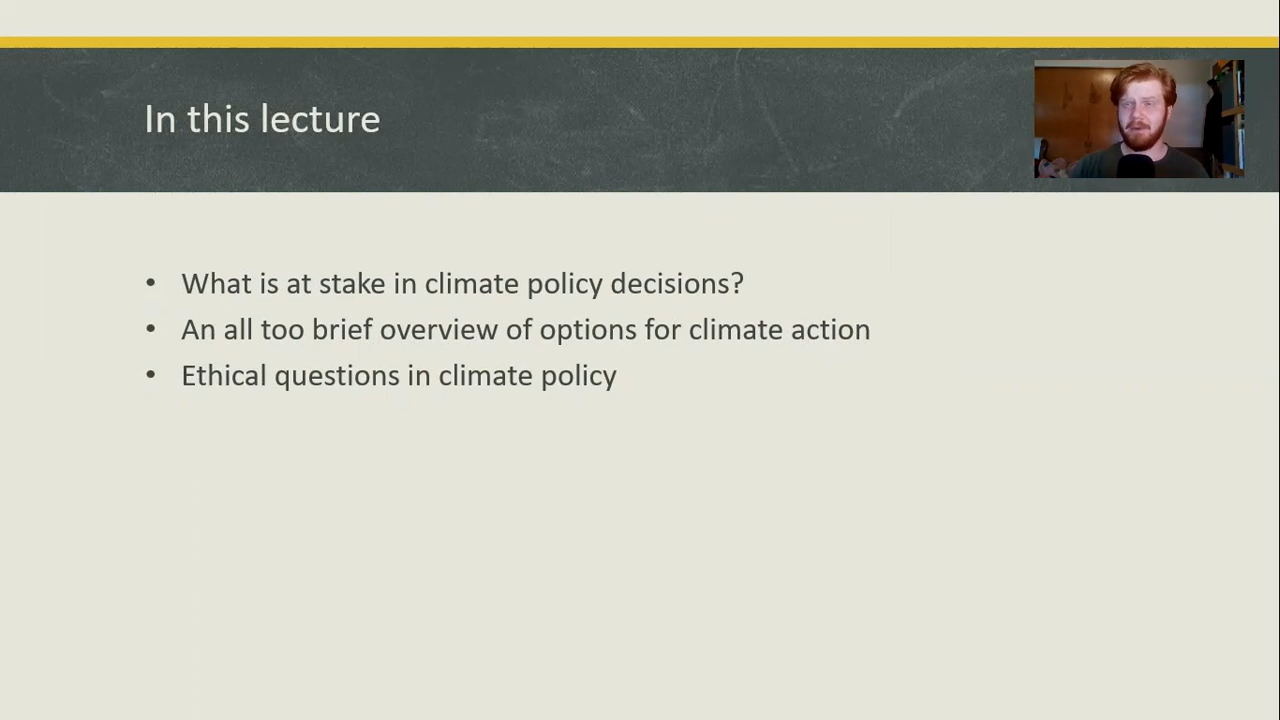 In this lecture
• What is at stake in climate policy decisions?
• An all too brief overview of options for climate action
• Ethical questions in climate policy